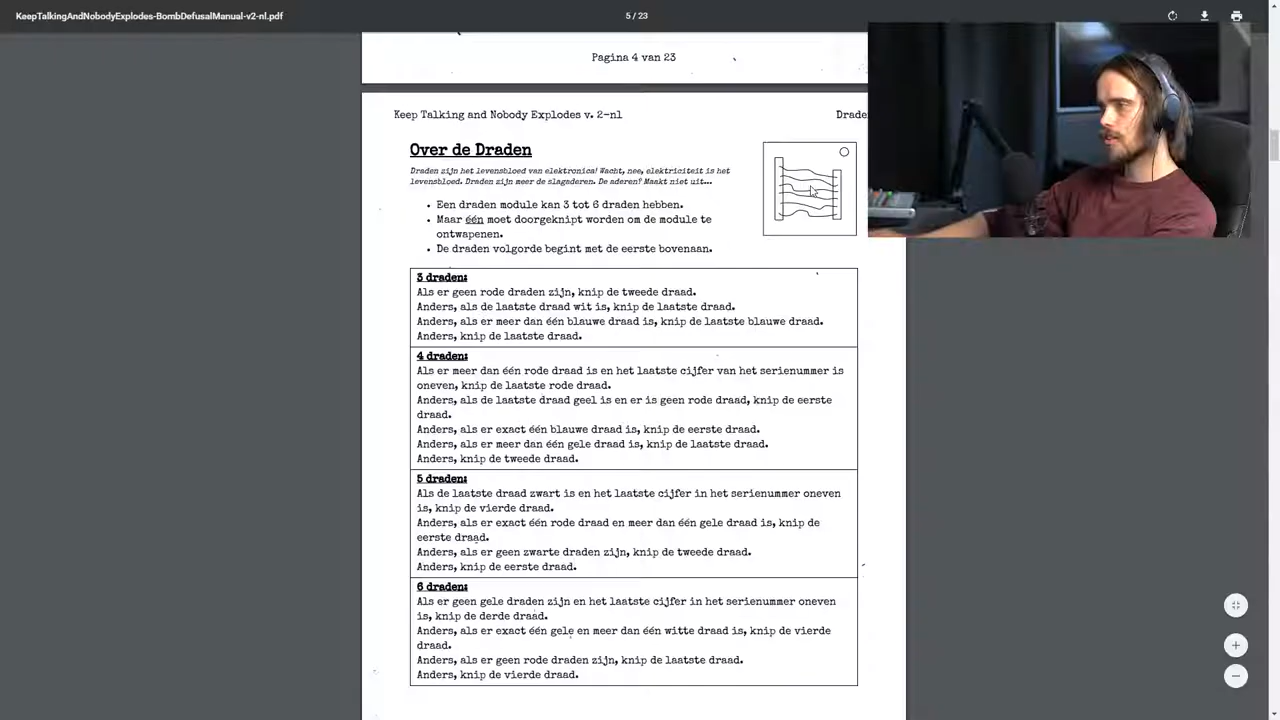 KeepTalkingAndNobodyExplodes-BombDefusalManual-v2-nl.pdf
5 / 23
Pagina 4 van 23
Keep Talking and Nobody Explodes v. 2-nl
Over de Draden
Draden zijn het levensbloed van elektronica! Wacht, nee, elektriciteit is het
levensbloed. Draden zijn meer de slagaderen. De aderen? Maakt niet uit...
• Een draden module kan 3 tot 6 draden hebben.
• Maar één moet doorgeknipt worden om de module te
ontwapenen.
• De draden volgorde begint met de eerste bovenaan.
3 draden:
Als er geen rode draden zijn, knip de tweede draad.
Anders, als de laatste draad wit is, knip de laatste draad.
Anders, als er meer dan één blauwe draad is, knip de laatste blauwe draad.
Anders, knip de laatste draad.
4 draden:
Als er meer dan één rode draad is en het laatste cijfer van het serienummer is
oneven, knip de laatste rode draad.
Anders, als de laatste draad geel is en er is geen rode draad, knip de eerste
draad.
Anders, als er exact één blauwe draad is, knip de eerste draad.
Anders, als er meer dan één gele draad is, knip de laatste draad.
Anders, knip de tweede draad.
5 draden:
Als de laatste draad zwart is en het laatste cijfer in het serienummer oneven
is, knip de vierde draad.
Anders, als er exact één rode draad en meer dan één gele draad is, knip de
eerste draad.
Anders, als er geen zwarte draden zijn, knip de tweede draad.
Anders, knip de eerste draad.
6 draden:
Als er geen gele draden zijn en het laatste cijfer in het serienummer oneven
is, knip de derde draad.
Anders, als er exact één gele en meer dan één witte draad is, knip de vierde
draad.
Anders, als er geen rode draden zijn, knip de laatste draad.
Anders, knip de vierde draad.